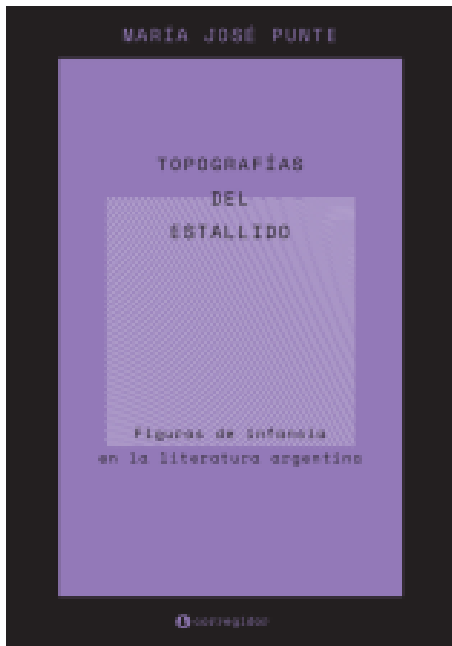 MARÍA JOSÉ PUNTE
TOPOGRAFÍAS
DEL
ESTALLIDO
Figuras de infancia
en la literatura argentina
corregidor